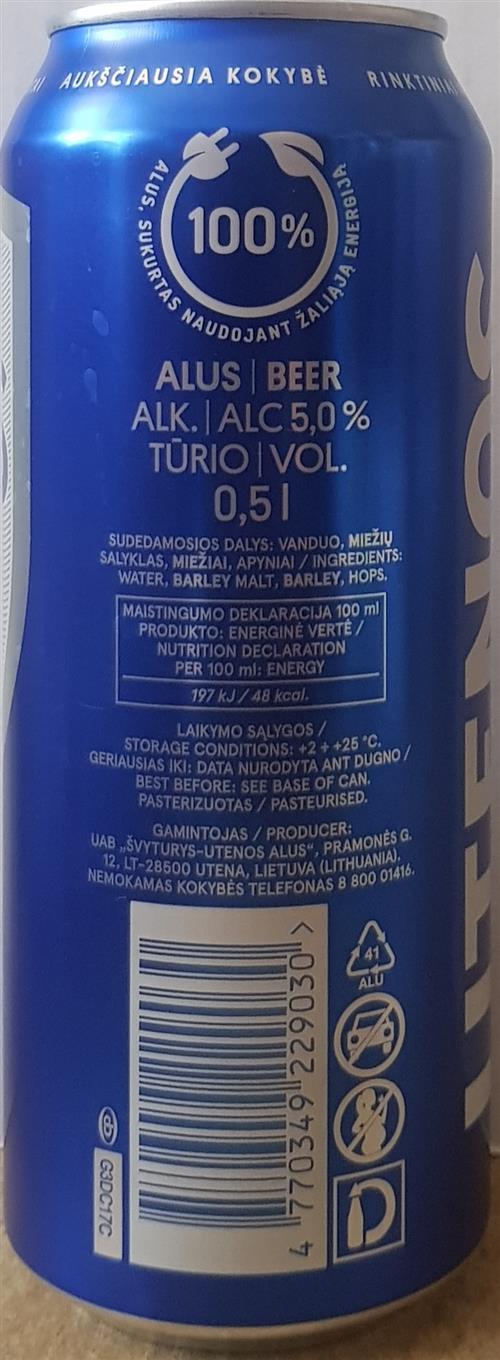 AUKŠČIAUSIA KOKYBĖ
ALUS, SUKURTAS NAUDOJANT ŽALIĄJĄ ENERGIJĄ
100%
ALUS | BEER
ALK. | ALC 5,0 %
TŪRIO | VOL.
0,5 l
SUDEDAMOSIOS DALYS: VANDUO, MIEŽIŲ
SALYKLAS, MIEŽIAI, APYNIAI / INGREDIENTS:
WATER, BARLEY MALT, BARLEY, HOPS.
MAISTINGUMO DEKLARACIJA 100 ml
PRODUKTO: ENERGINĖ VERTĖ /
NUTRITION DECLARATION
PER 100 ml: ENERGY
197 kJ / 48 kcal.
LAIKYMO SĄLYGOS /
STORAGE CONDITIONS: +2 ÷ +25 °C.
GERIAUSIAS IKI: DATA NURODYTA ANT DUGNO /
BEST BEFORE: SEE BASE OF CAN.
PASTERIZUOTAS / PASTEURISED.
GAMINTOJAS / PRODUCER:
UAB „ŠVYTURYS-UTENOS ALUS“, PRAMONĖS G.
12, LT-28500 UTENA, LIETUVA (LITHUANIA).
NEMOKAMAS KOKYBĖS TELEFONAS 8 800 01416.
4 770349 229030 >
41
ALU
G3DC17C
UTENOS